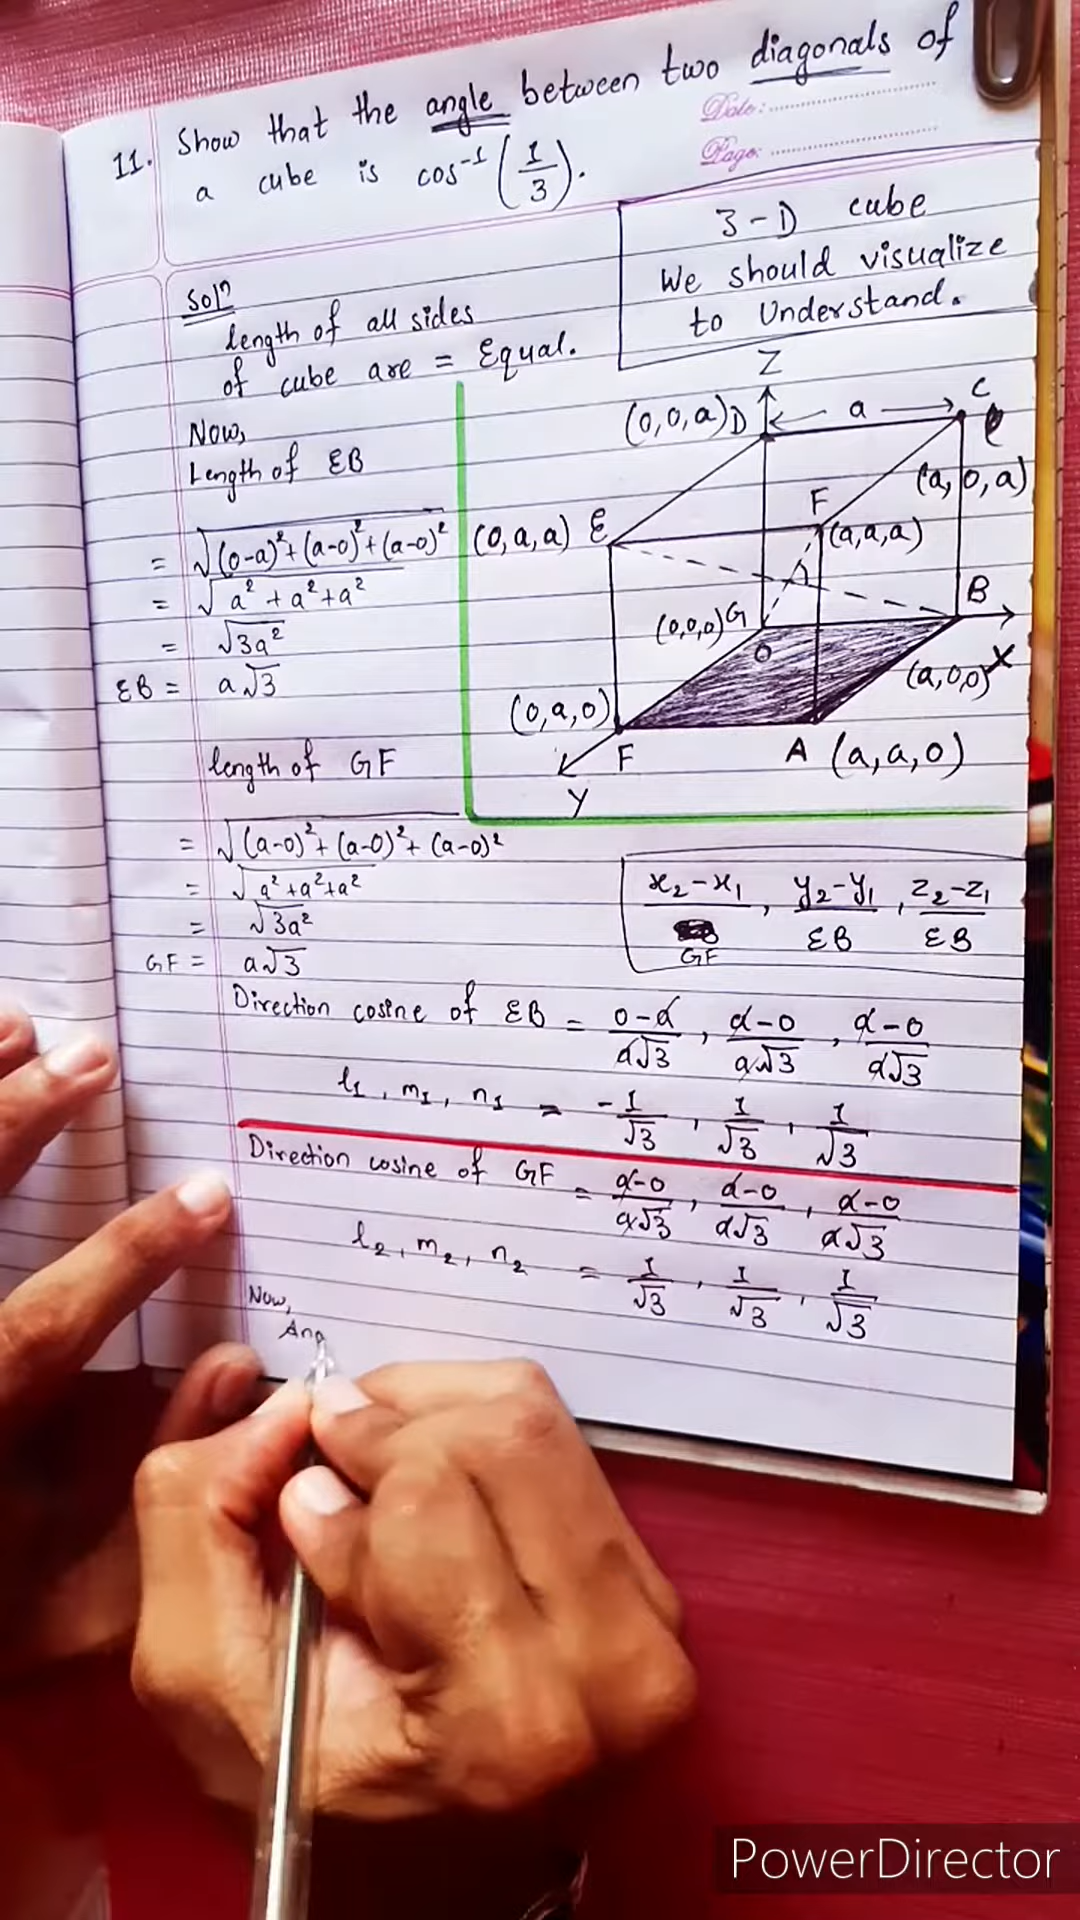 11. Show that the angle between two diagonals of
a cube is cos⁻¹(1/3).
Date:
Page:
3-D cube
We should visualize
to Understand.
Solⁿ
length of all sides
of cube are = Equal.
Now,
Length of EB
= √(0-a)²+(a-0)²+(a-0)²
= √a²+a²+a²
= √3a²
EB = a√3
Z
(0,0,a) D ← a → C
(a,0,a)
(0,a,a) E
F (a,a,a)
(0,0,0) G
O
B
X
(a,0,0)
(0,a,0)
F
A (a,a,0)
Y
length of GF
= √(a-0)²+(a-0)²+(a-0)²
= √a²+a²+a²
= √3a²
GF = a√3
x₂-x₁/GF, y₂-y₁/EB, z₂-z₁/EB
Direction cosine of EB = 0-a/a√3, a-0/a√3, a-0/a√3
l₁, m₁, n₁ = -1/√3, 1/√3, 1/√3
Direction cosine of GF = a-0/a√3, a-0/a√3, a-0/a√3
l₂, m₂, n₂ = 1/√3, 1/√3, 1/√3
Now,
Ang
PowerDirector